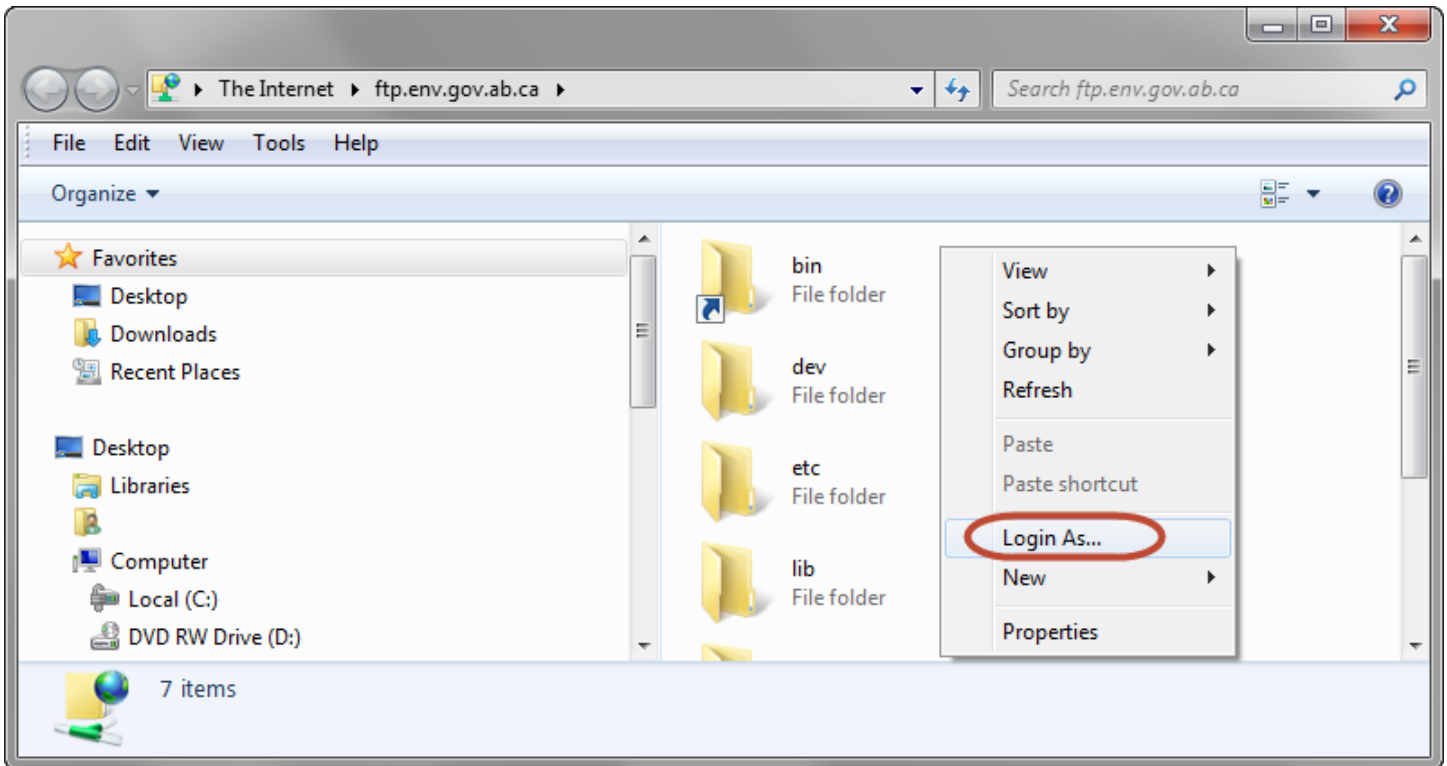 The Internet ftp.env.gov.ab.ca
Search ftp.env.gov.ab.ca
File Edit View Tools Help
Organize
Favorites
Desktop
Downloads
Recent Places
Desktop
Libraries
Computer
Local (C:)
DVD RW Drive (D:)
bin
File folder
dev
File folder
etc
File folder
lib
File folder
View
Sort by
Group by
Refresh
Paste
Paste shortcut
Login As...
New
Properties
7 items